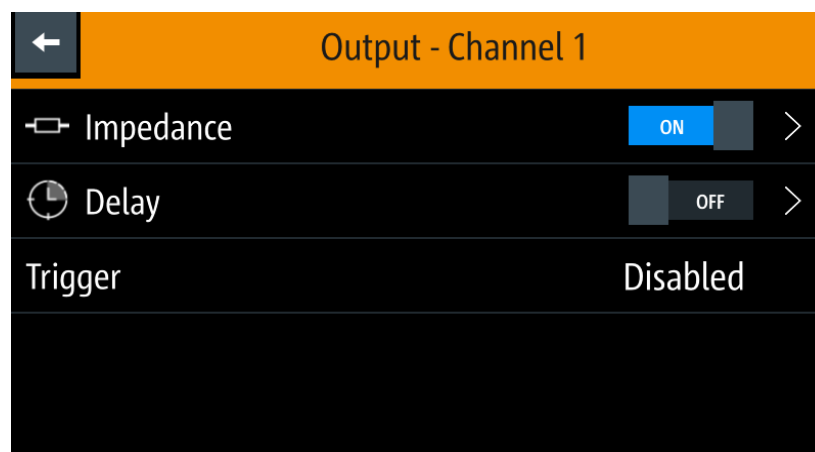 Output - Channel 1
Impedance ON
Delay OFF
Trigger Disabled